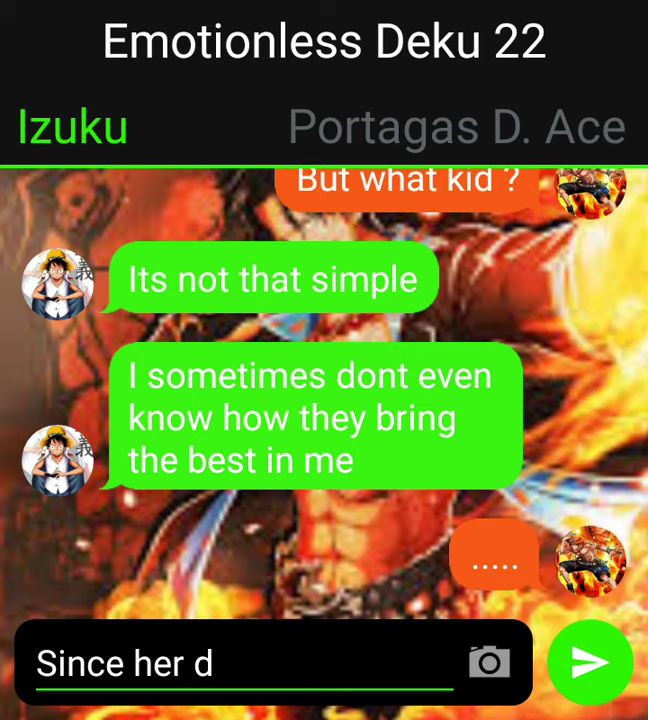 Emotionless Deku 22
Izuku
Portagas D. Ace
But what kid ?
Its not that simple
I sometimes dont even
know how they bring
the best in me
.....
Since her d